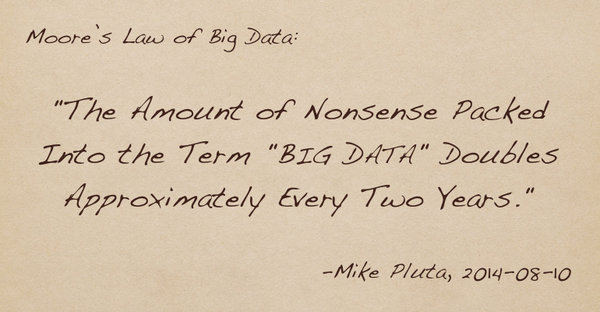 Moore's Law of Big Data:
"The Amount of Nonsense Packed
Into the Term "BIG DATA" Doubles
Approximately Every Two Years."
-Mike Pluta, 2014-08-10